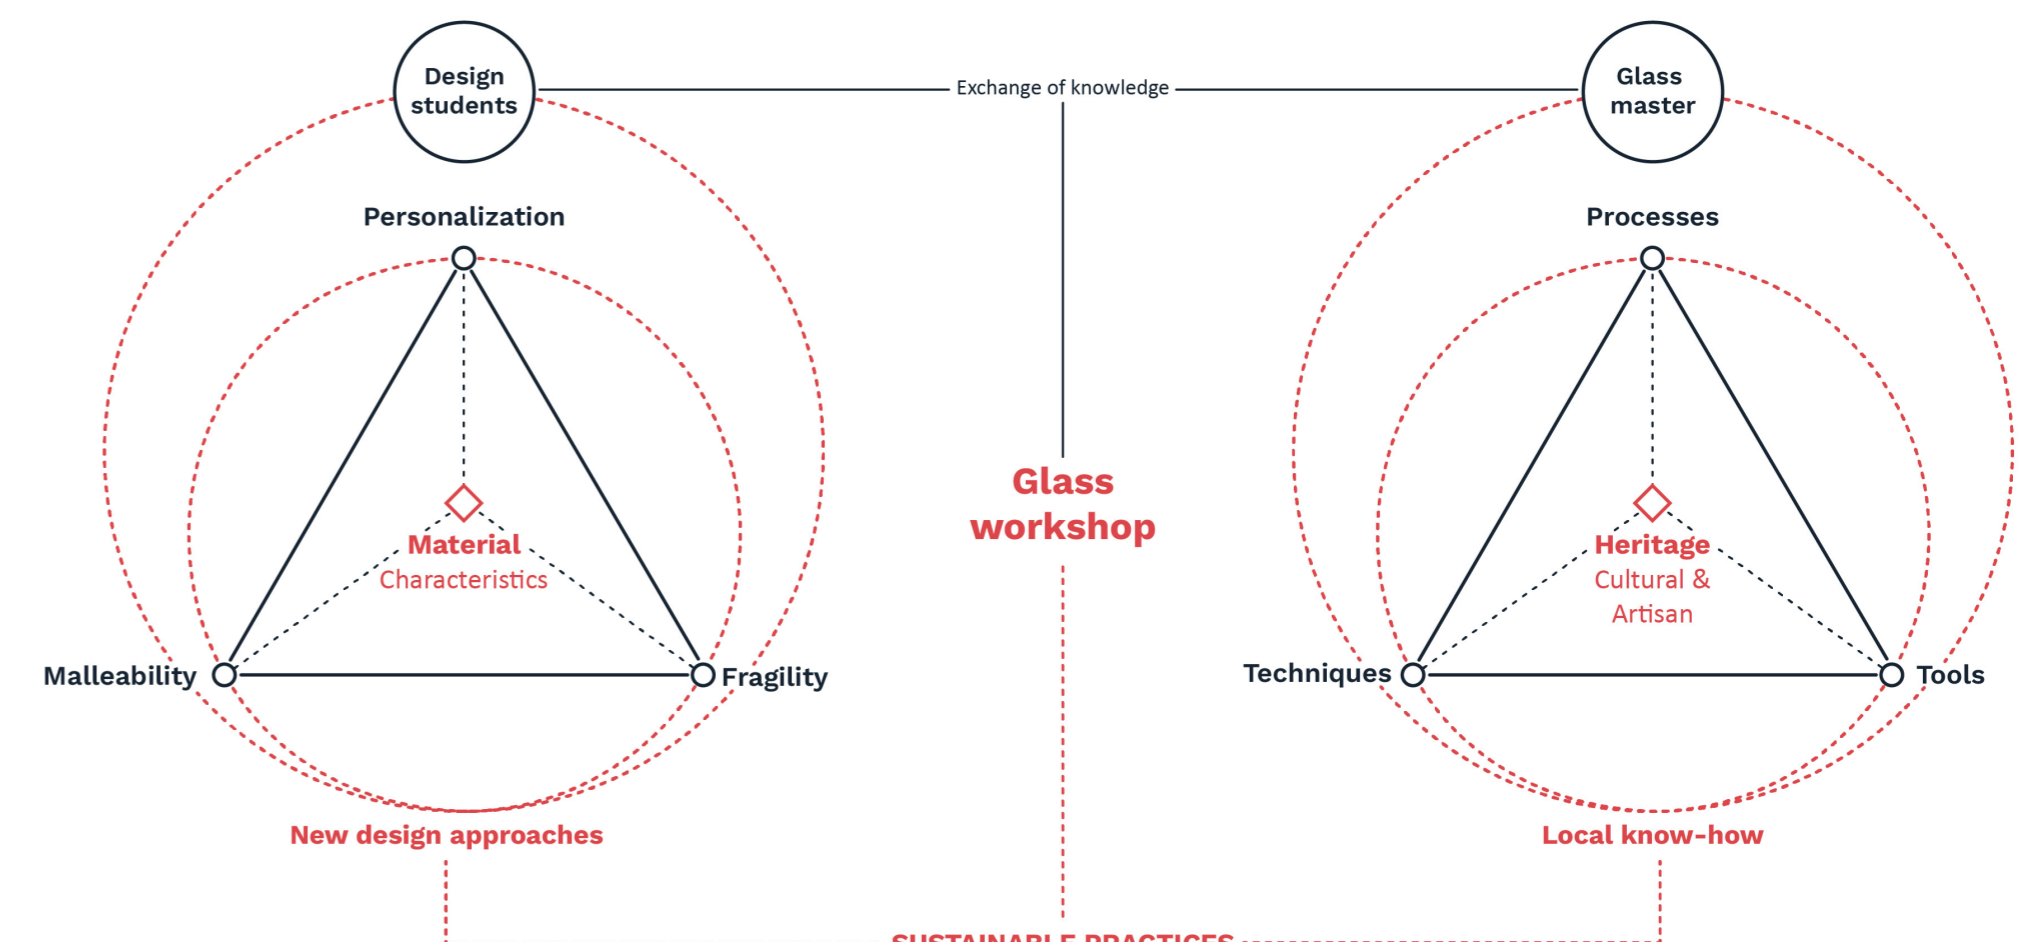 Design
students
Exchange of knowledge
Glass
master
Personalization
Processes
Glass
workshop
Material
Characteristics
Heritage
Cultural &
Artisan
Malleability
Fragility
Techniques
Tools
New design approaches
Local know-how
SUSTAINABLE PRACTICES